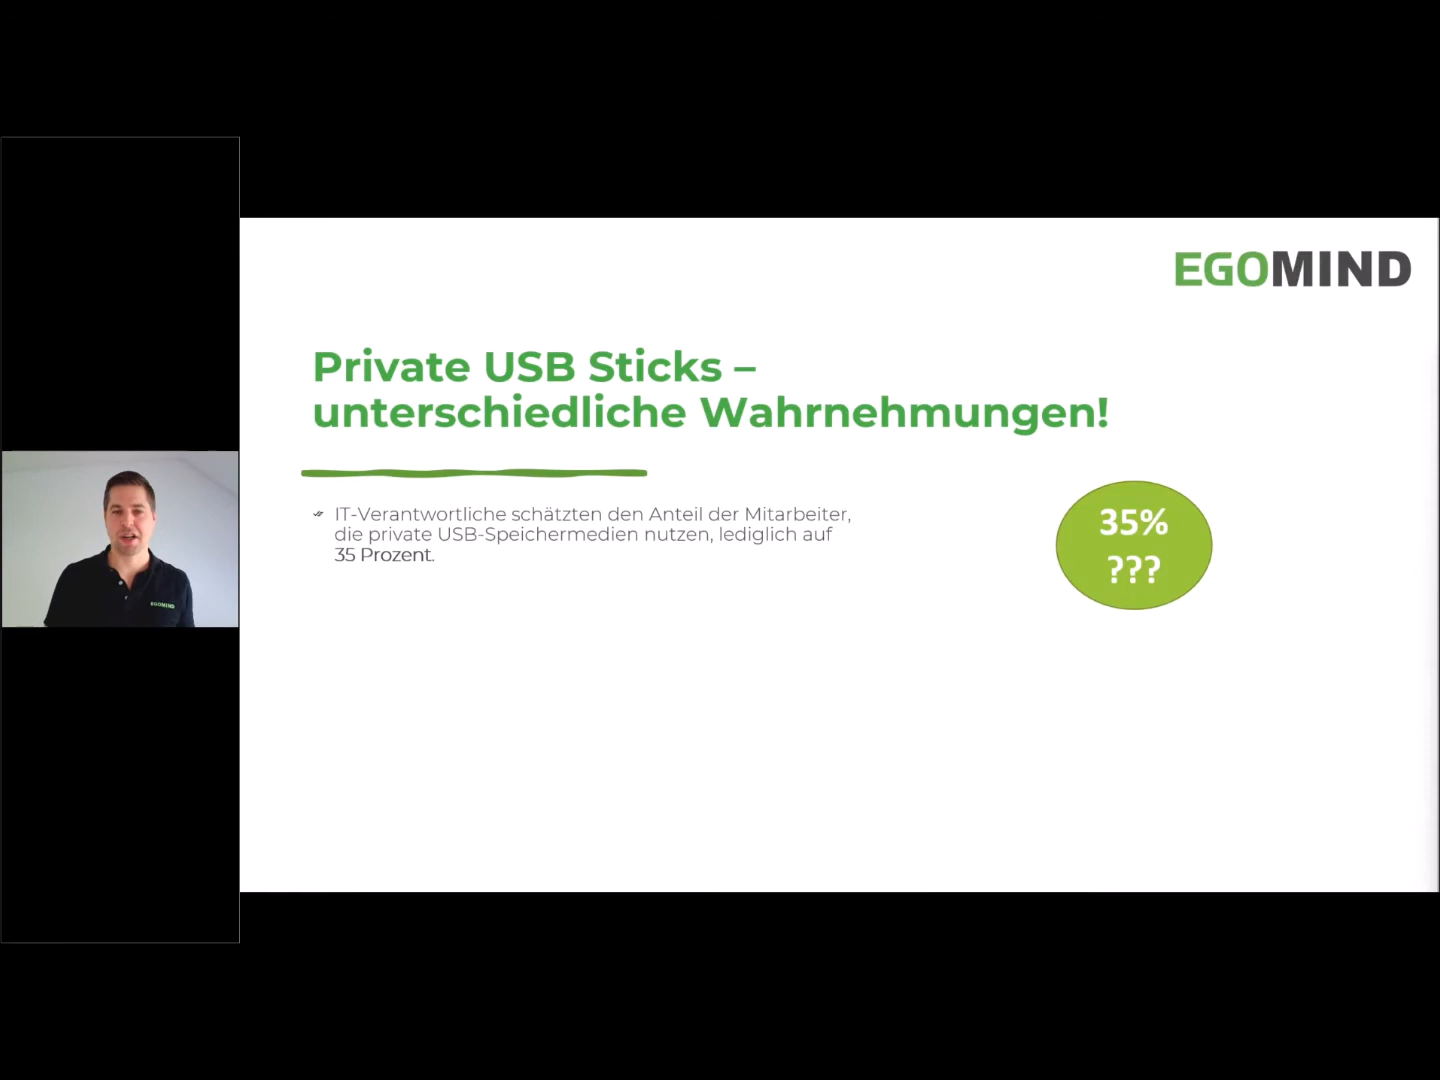 EGOMIND
Private USB Sticks –
unterschiedliche Wahrnehmungen!
IT-Verantwortliche schätzten den Anteil der Mitarbeiter,
die private USB-Speichermedien nutzen, lediglich auf
35 Prozent.
35%
???
EGOMIND